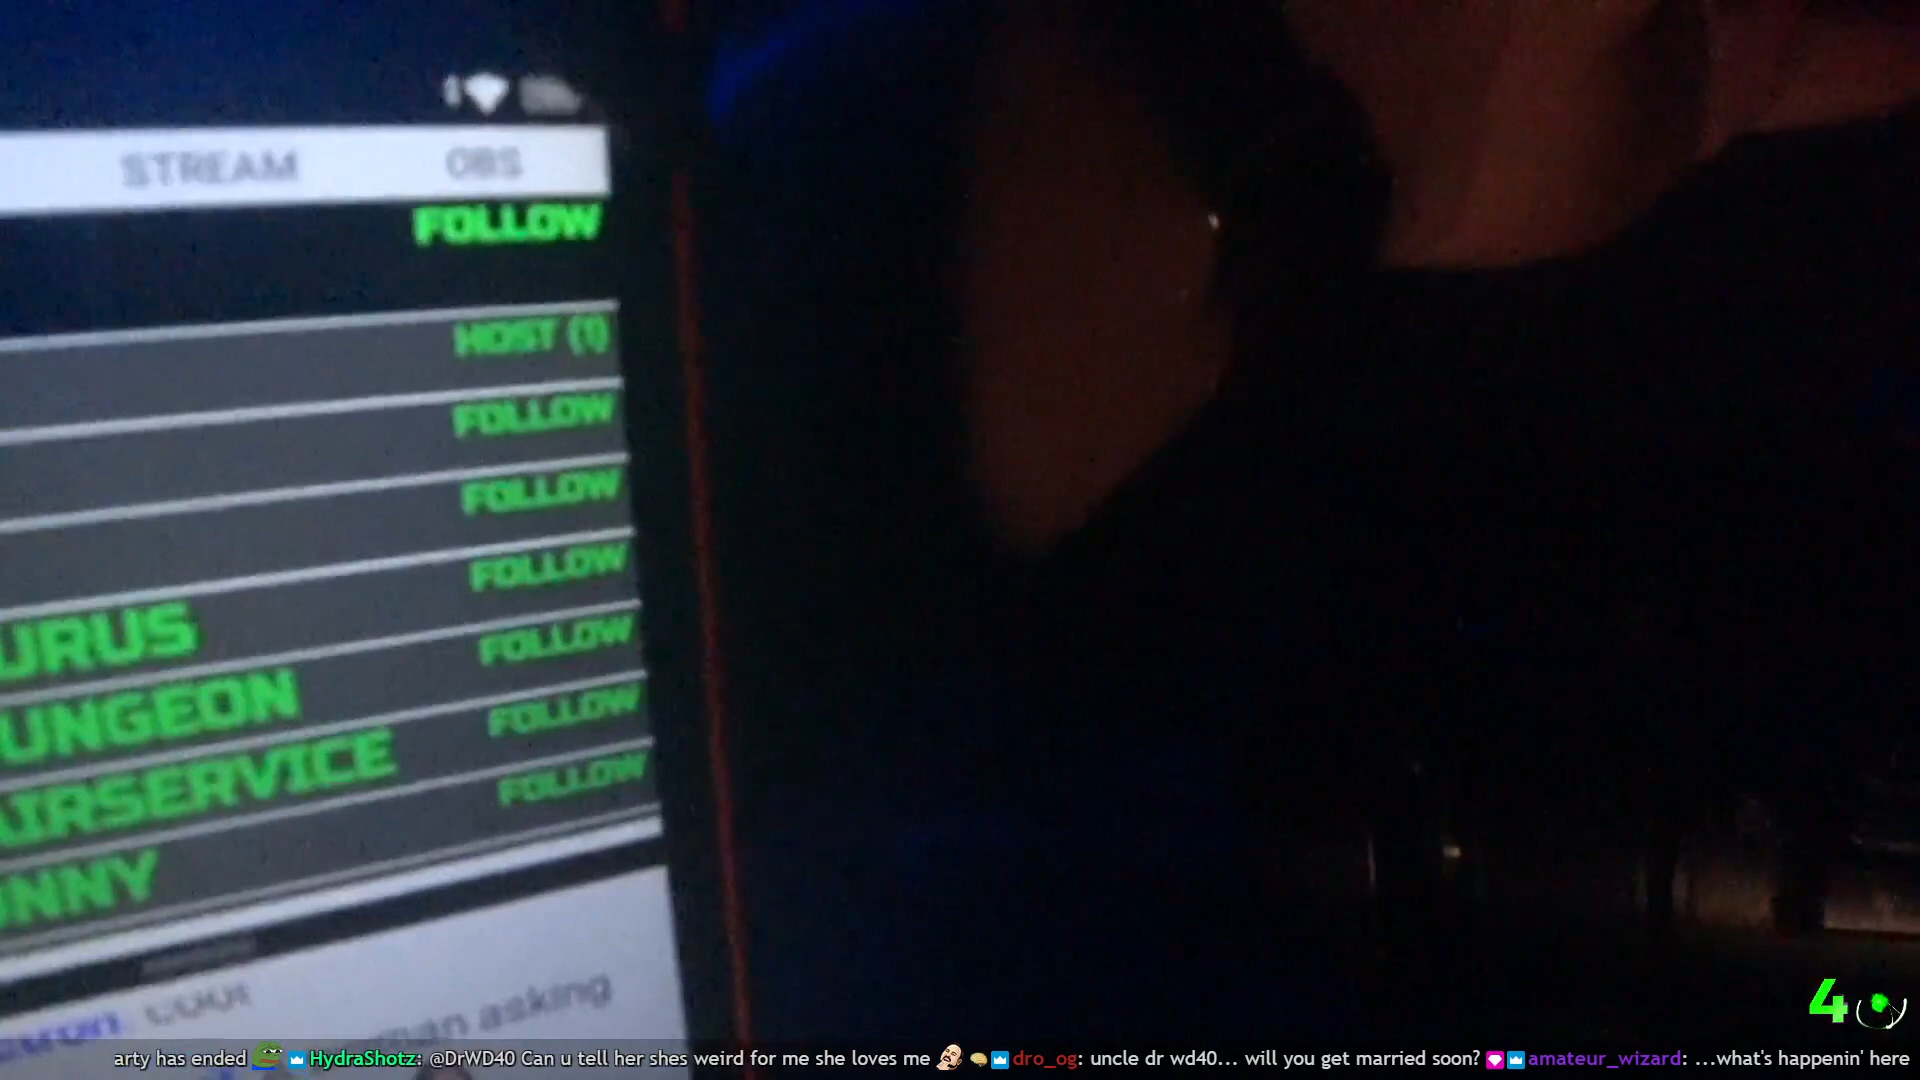 STREAM OBS
FOLLOW
HOST (1)
FOLLOW
FOLLOW
FOLLOW
URUS FOLLOW
UNGEON FOLLOW
AIRSERVICE FOLLOW
NNY
asking
4
arty has ended HydraShotz: @DrWD40 Can u tell her shes weird for me she loves me dro_og: uncle dr wd40... will you get married soon? amateur_wizard: ...what's happenin' here